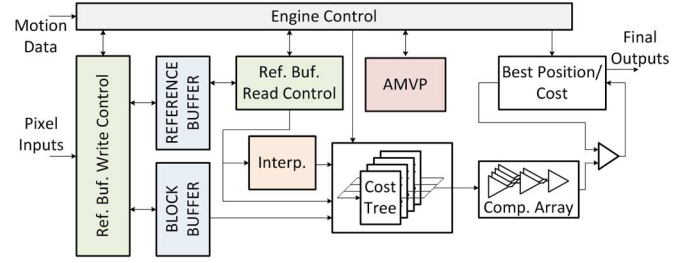 Engine Control
Motion
Data
Final
Outputs
Ref. Buf. Write Control
REFERENCE
BUFFER
Ref. Buf.
Read Control
AMVP
Best Position/
Cost
Pixel
Inputs
Interp.
BLOCK
BUFFER
Cost
Tree
Comp. Array